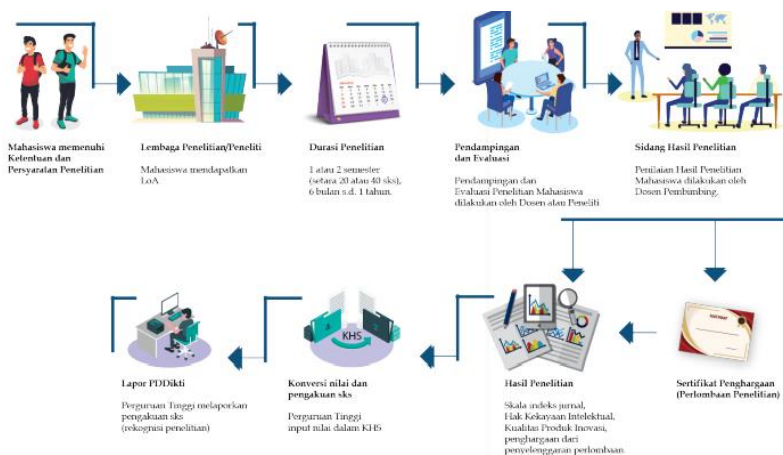 Mahasiswa memenuhi
Ketentuan dan
Persyaratan Penelitian
Lembaga Penelitian/Peneliti
Mahasiswa mendapatkan
LoA
Durasi Penelitian
1 atau 2 semester
(setara 20 atau 40 sks),
6 bulan s.d. 1 tahun.
Pendampingan
dan Evaluasi
Pendampingan dan
Evaluasi Penelitian Mahasiswa
dilakukan oleh Dosen atau Peneliti
Sidang Hasil Penelitian
Penilaian Hasil Penelitian
Mahasiswa dilakukan oleh
Dosen Pembimbing.
Sertifikat Penghargaan
(Perlombaan Penelitian)
Hasil Penelitian
Skala indeks jurnal,
Hak Kekayaan Intelektual,
Kualitas Produk Inovasi,
penghargaan dari
penyelenggaran perlombaan.
KHS
Konversi nilai dan
pengakuan sks
Perguruan Tinggi
input nilai dalam KHS
Lapor PDDikti
Perguruan Tinggi melaporkan
pengakuan sks
(rekognisi penelitian)